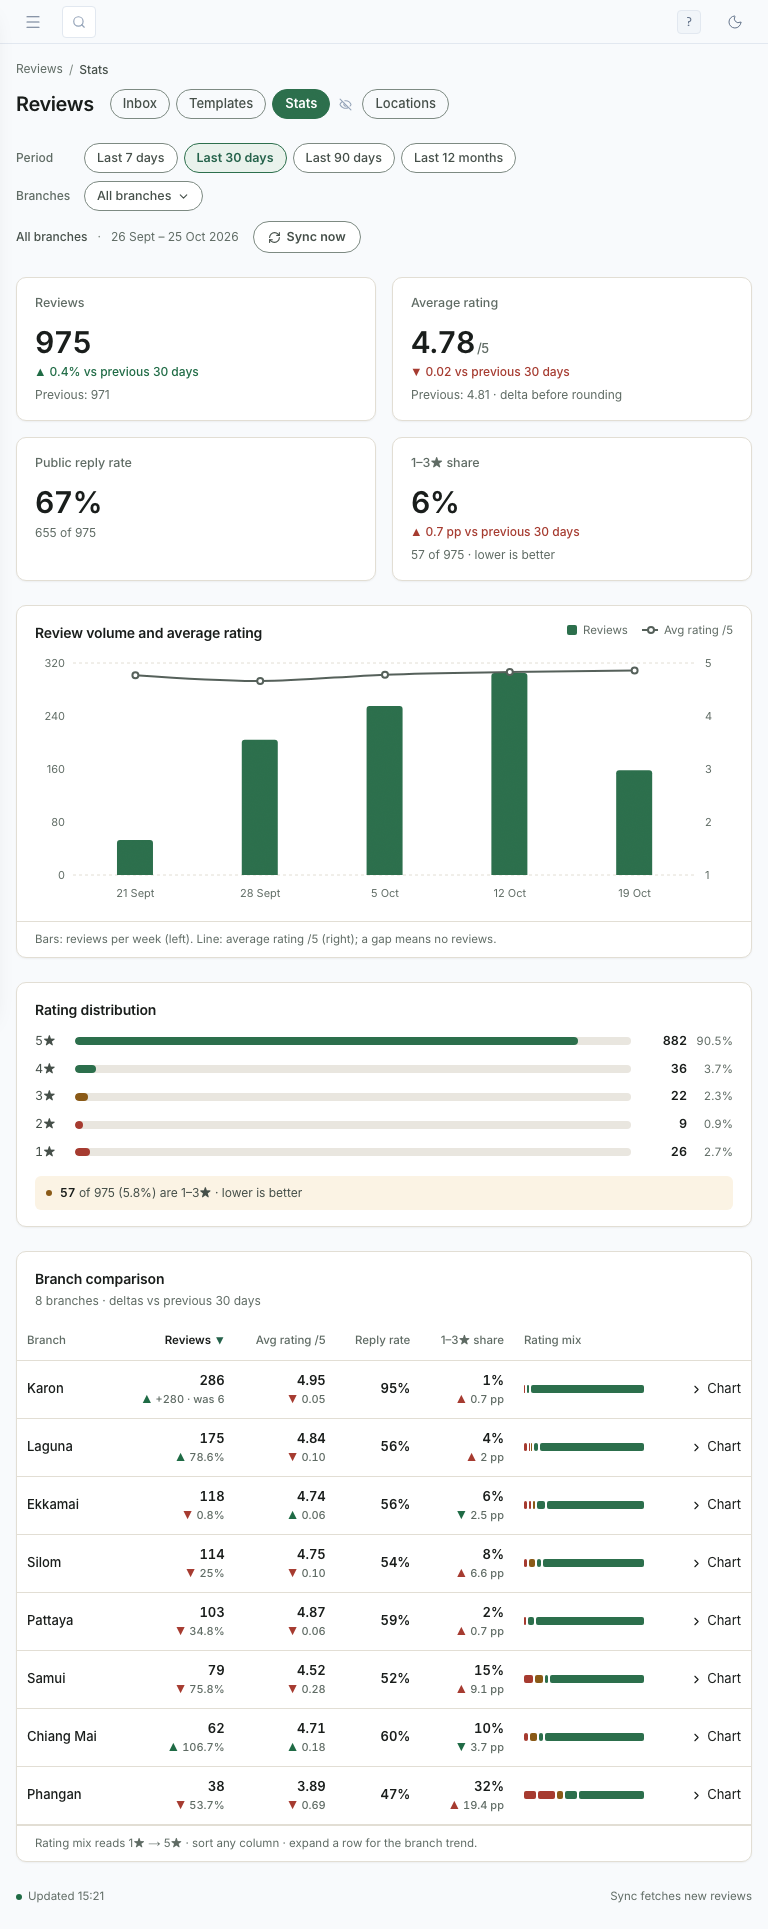 ?
Reviews / Stats
Reviews Inbox Templates Stats Locations
Period Last 7 days Last 30 days Last 90 days Last 12 months
Branches All branches
All branches · 26 Sept – 25 Oct 2026 Sync now
Reviews
975
▲ 0.4% vs previous 30 days
Previous: 971
Average rating
4.78/5
▼ 0.02 vs previous 30 days
Previous: 4.81 · delta before rounding
Public reply rate
67%
655 of 975
1–3★ share
6%
▲ 0.7 pp vs previous 30 days
57 of 975 · lower is better
Review volume and average rating Reviews Avg rating /5
320 5
240 4
160 3
80 2
0 1
21 Sept 28 Sept 5 Oct 12 Oct 19 Oct
Bars: reviews per week (left). Line: average rating /5 (right); a gap means no reviews.
Rating distribution
5★ 882 90.5%
4★ 36 3.7%
3★ 22 2.3%
2★ 9 0.9%
1★ 26 2.7%
57 of 975 (5.8%) are 1–3★ · lower is better
Branch comparison
8 branches · deltas vs previous 30 days
Branch Reviews ▼ Avg rating /5 Reply rate 1–3★ share Rating mix
Karon 286 4.95 95% 1% › Chart
▲ +280 · was 6 ▼ 0.05 ▲ 0.7 pp
Laguna 175 4.84 56% 4% › Chart
▲ 78.6% ▼ 0.10 ▲ 2 pp
Ekkamai 118 4.74 56% 6% › Chart
▼ 0.8% ▲ 0.06 ▼ 2.5 pp
Silom 114 4.75 54% 8% › Chart
▼ 25% ▼ 0.10 ▲ 6.6 pp
Pattaya 103 4.87 59% 2% › Chart
▼ 34.8% ▼ 0.06 ▲ 0.7 pp
Samui 79 4.52 52% 15% › Chart
▼ 75.8% ▼ 0.28 ▲ 9.1 pp
Chiang Mai 62 4.71 60% 10% › Chart
▲ 106.7% ▲ 0.18 ▼ 3.7 pp
Phangan 38 3.89 47% 32% › Chart
▼ 53.7% ▼ 0.69 ▲ 19.4 pp
Rating mix reads 1★ → 5★ · sort any column · expand a row for the branch trend.
Updated 15:21 Sync fetches new reviews